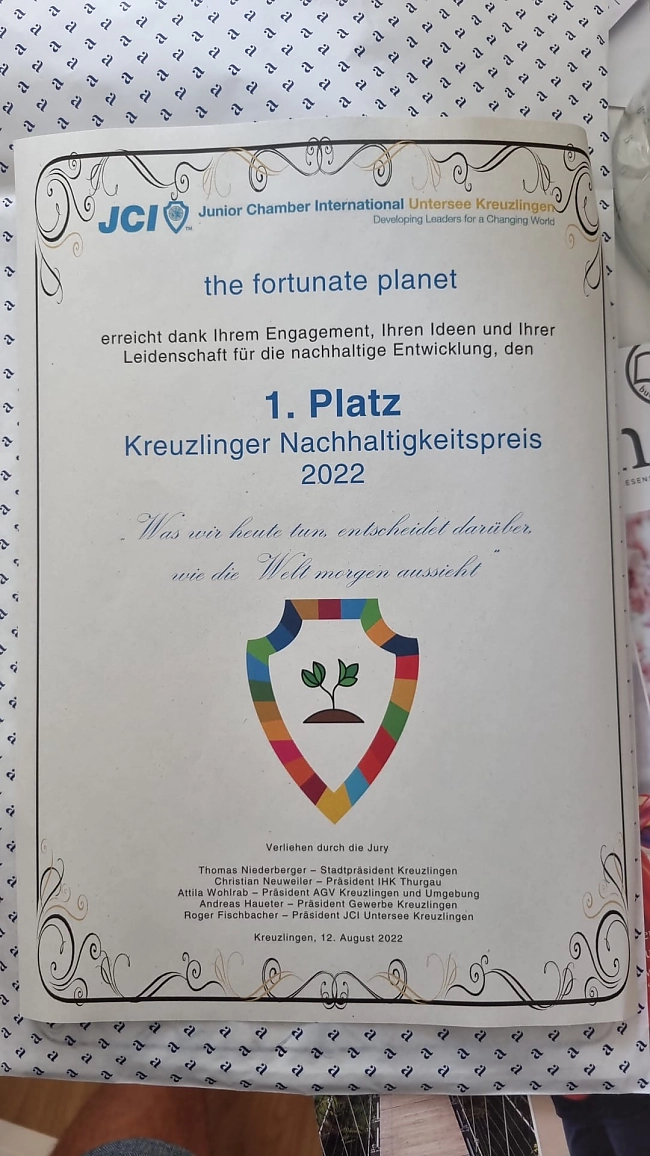 JCI TM Junior Chamber International Untersee Kreuzlingen
Developing Leaders for a Changing World
the fortunate planet
erreicht dank Ihrem Engagement, Ihren Ideen und Ihrer
Leidenschaft für die nachhaltige Entwicklung, den
1. Platz
Kreuzlinger Nachhaltigkeitspreis
2022
„Was wir heute tun, entscheidet darüber,
wie die Welt morgen aussieht"
Verliehen durch die Jury
Thomas Niederberger – Stadtpräsident Kreuzlingen
Christian Neuweiler – Präsident IHK Thurgau
Attila Wohlrab – Präsident AGV Kreuzlingen und Umgebung
Andreas Haueter – Präsident Gewerbe Kreuzlingen
Roger Fischbacher – Präsident JCI Untersee Kreuzlingen
Kreuzlingen, 12. August 2022